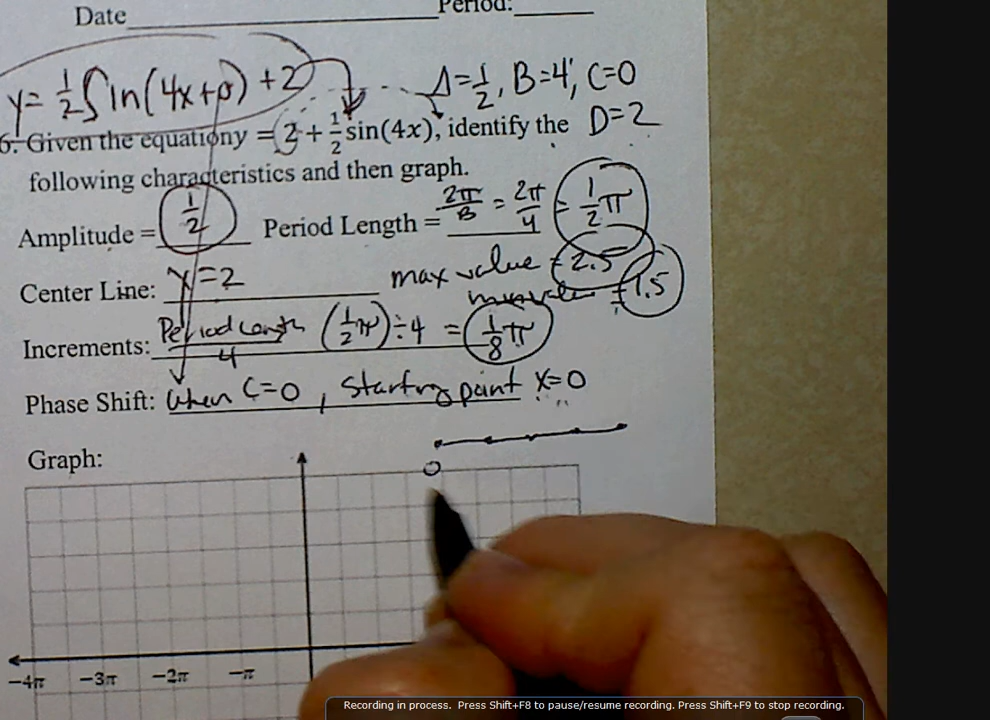 Date Period:
y = 1/2 Sin(4x+0) + 2
A=1/2, B=4, C=0
D=2
6. Given the equation y = 2 + 1/2 sin(4x), identify the
following characteristics and then graph.
Amplitude = 1/2 Period Length = 2π/B = 2π/4 = 1/2 π
Center Line: y=2 max value = 2.5
= 1.5
Increments: Period Length / 4 (1/2 π) ÷ 4 = 1/8 π
Phase Shift: When C=0, Starting point x=0
Graph:
0
-4π -3π -2π -π
Recording in process. Press Shift+F8 to pause/resume recording. Press Shift+F9 to stop recording.